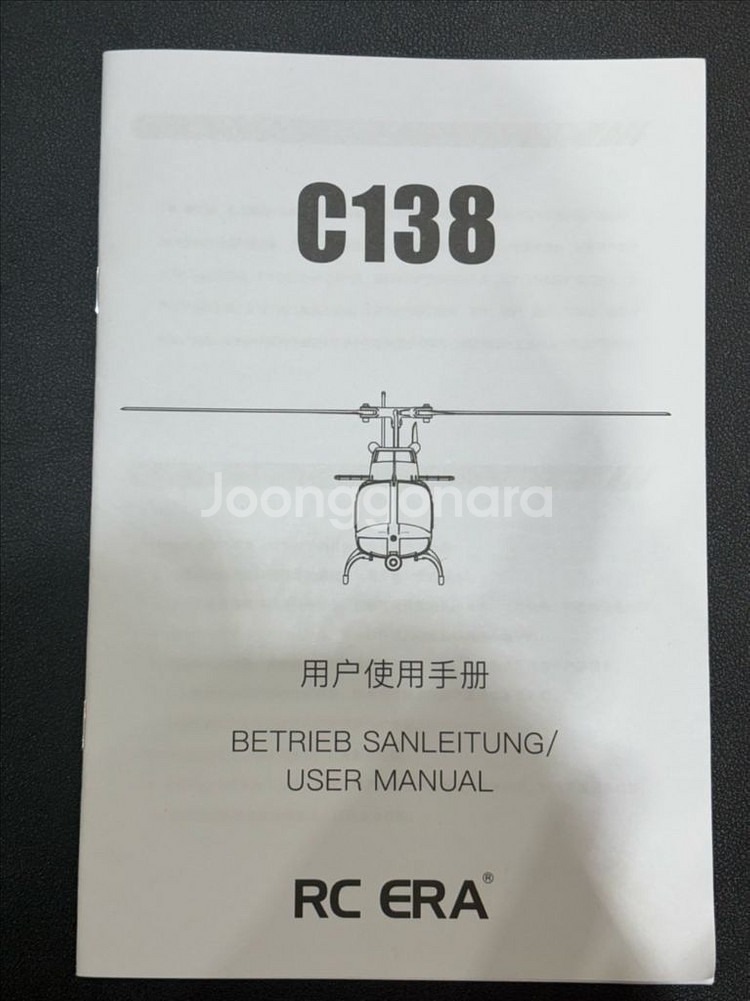 C138
Joonggonara
用户使用手册
BETRIEB SANLEITUNG/
USER MANUAL
RC ERA®